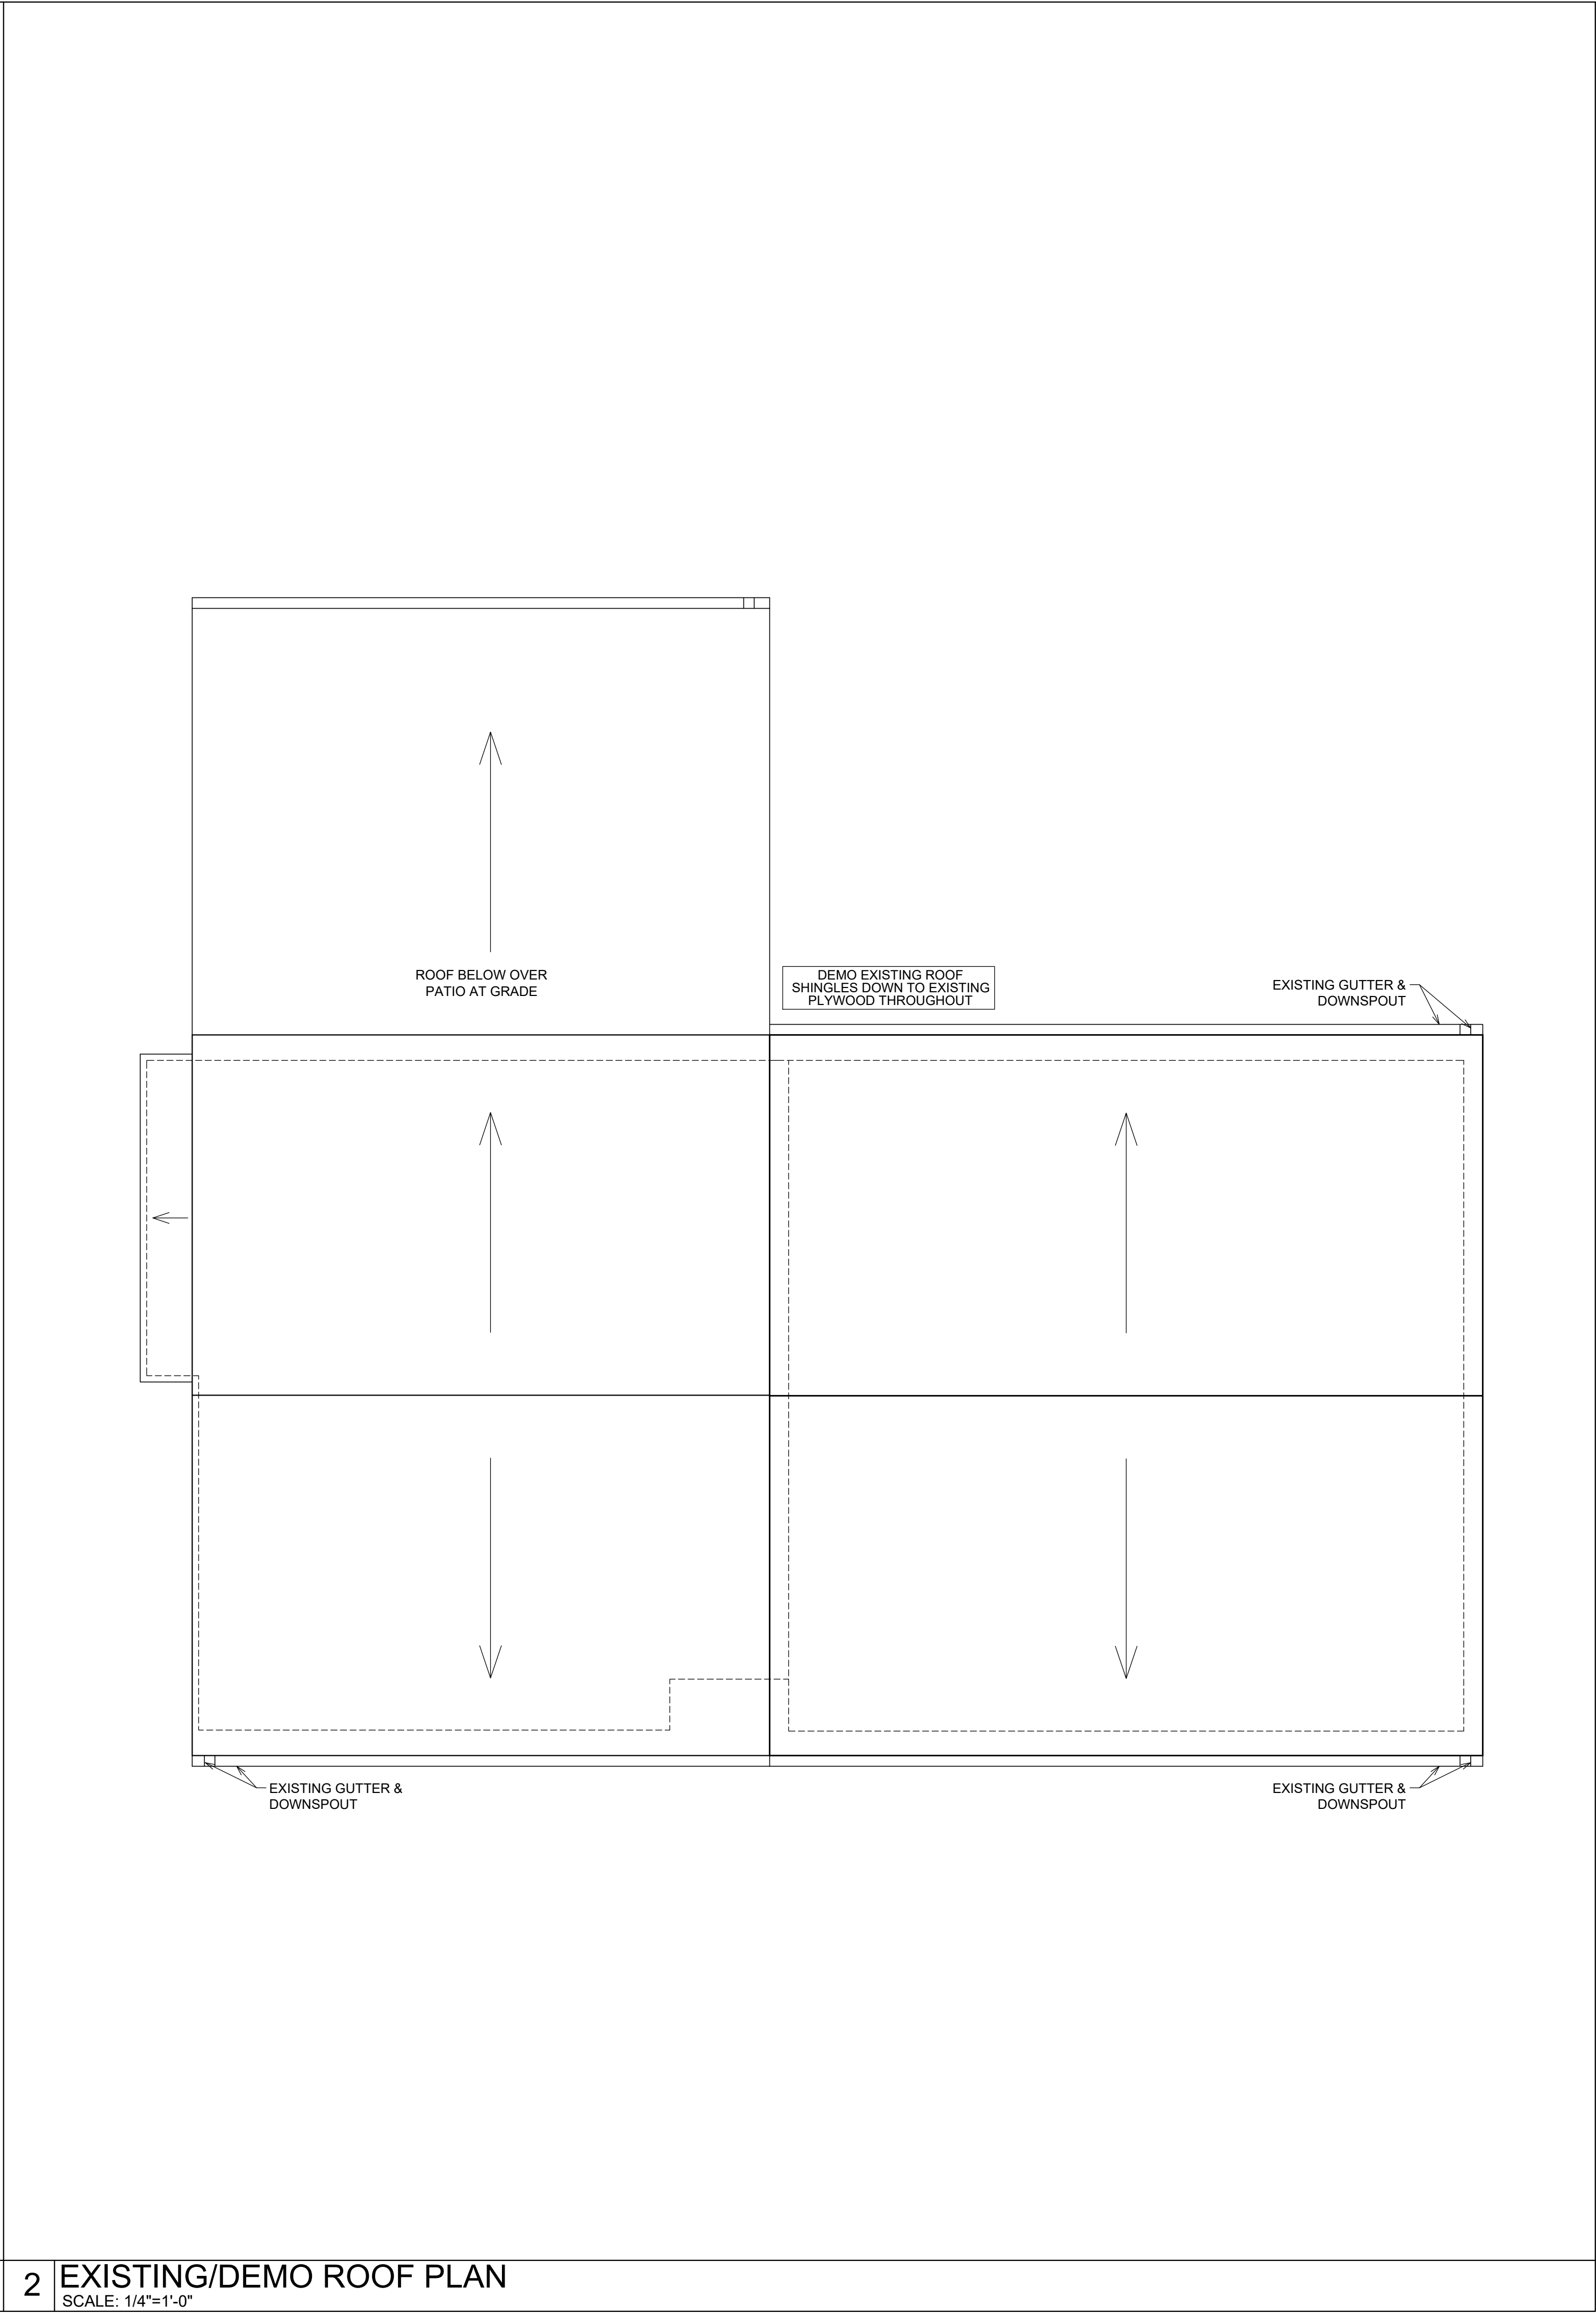 ROOF BELOW OVER
PATIO AT GRADE
DEMO EXISTING ROOF
SHINGLES DOWN TO EXISTING
PLYWOOD THROUGHOUT
EXISTING GUTTER &
DOWNSPOUT
EXISTING GUTTER &
DOWNSPOUT
EXISTING GUTTER &
DOWNSPOUT
2
EXISTING/DEMO ROOF PLAN
SCALE: 1/4"=1'-0"